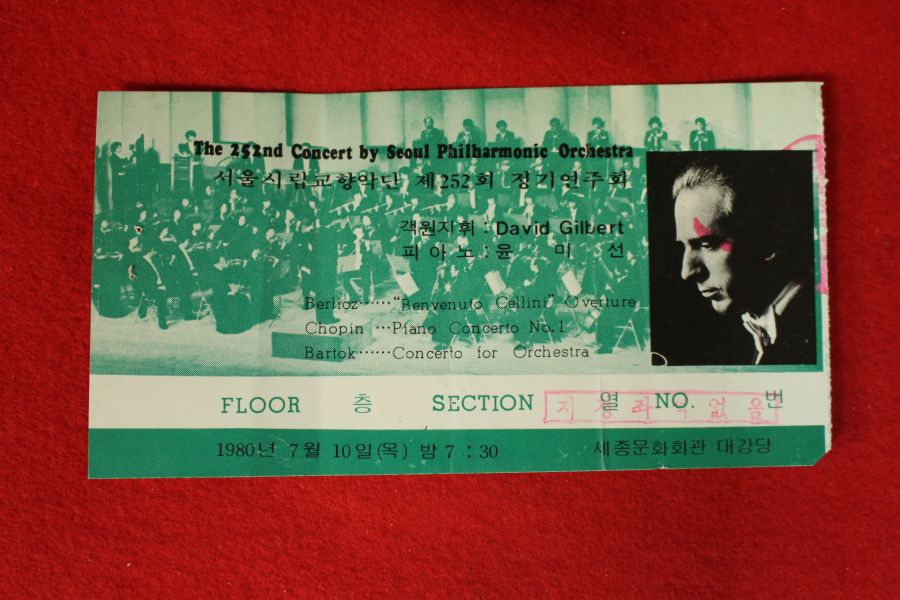 The 252nd Concert by Seoul Philharmonic Orchestra
서울시립교향악단 제252회 정기연주회
객원지휘 : David Gilbert
피아노 : 윤 미 선
Berlioz······"Benvenuto Cellini" Overture
Chopin ···Piano Concerto No.1
Bartok······Concerto for Orchestra
FLOOR 층 SECTION 열 NO. 번
지정좌석없음
1980년 7월 10일(목) 밤 7 : 30 세종문화회관 대강당